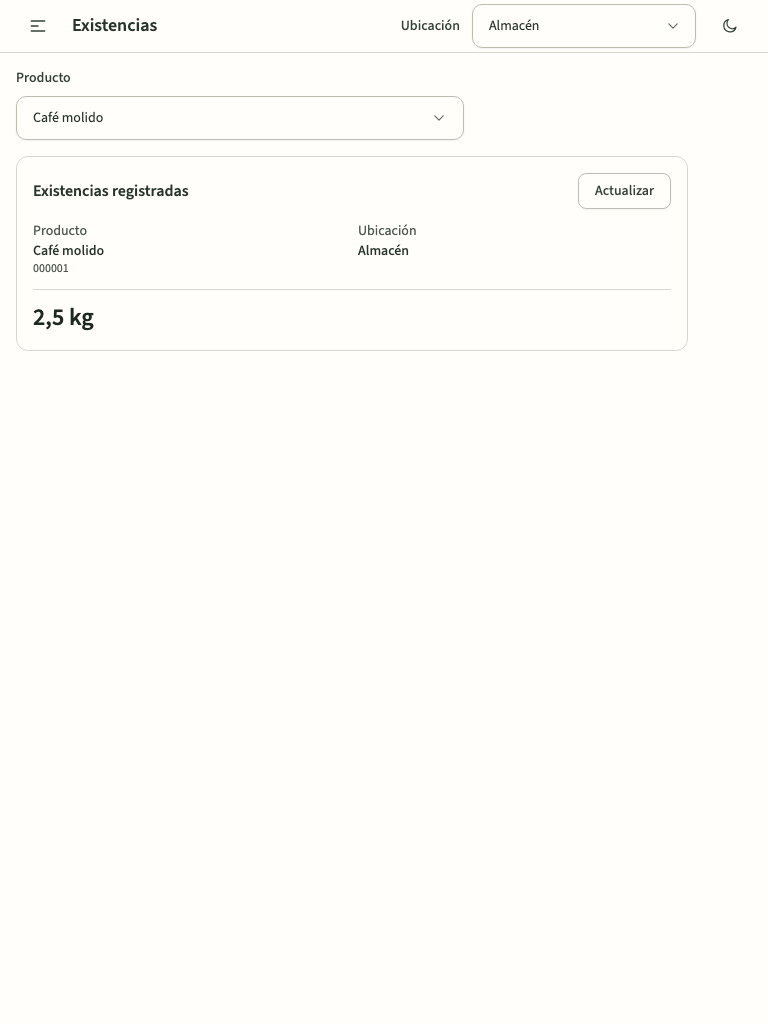 Existencias
Ubicación
Almacén
Producto
Café molido
Existencias registradas
Actualizar
Producto
Ubicación
Café molido
Almacén
000001
2,5 kg